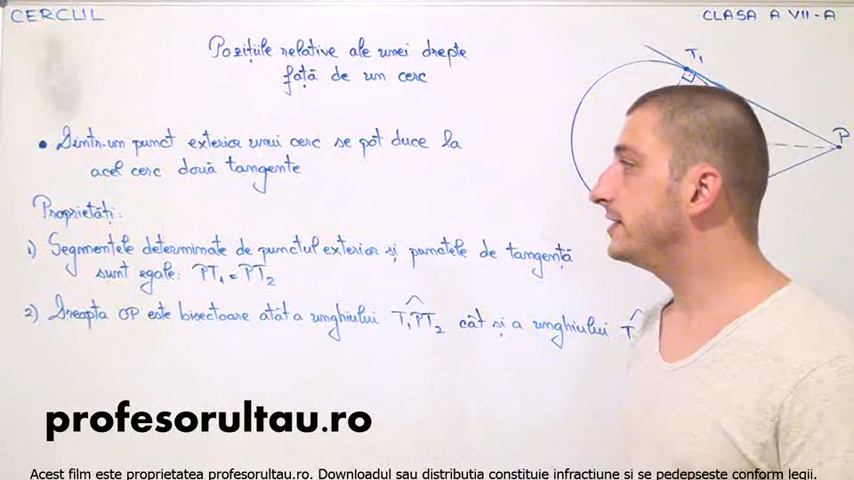 CERCUL
CLASA A VII-A
Pozițiile relative ale unei drepte
față de un cerc
T1
P
• Dintr-un punct exterior unui cerc se pot duce la
acel cerc două tangente
Proprietăți:
1) Segmentele determinate de punctul exterior și punctele de tangență
sunt egale: PT1 = PT2
2) Dreapta OP este bisectoare atât a unghiului T1PT2 cât și a unghiului T
profesorultau.ro
Acest film este proprietatea profesorultau.ro. Downloadul sau distributia constituie infractiune si se pedepseste conform legii.